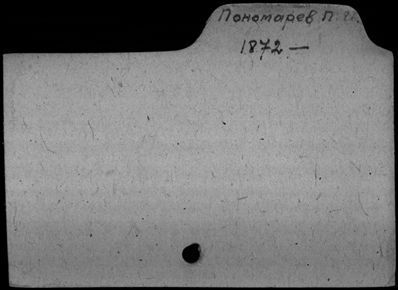 Пономарев П.
1872 —